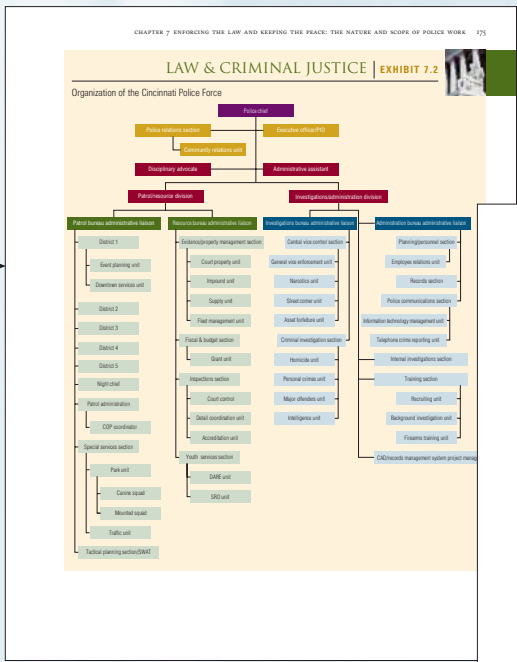 CHAPTER 7 ENFORCING THE LAW AND KEEPING THE PEACE: THE NATURE AND SCOPE OF POLICE WORK 175
LAW & CRIMINAL JUSTICE | EXHIBIT 7.2
Organization of the Cincinnati Police Force
Police chief
Police relations section
Executive officer/PIO
Community relations unit
Disciplinary advocate
Administrative assistant
Patrol/resource division
Investigations/administration division
Patrol bureau administrative liaison
District 1
Event planning unit
Downtown services unit
District 2
District 3
District 4
District 5
Night chief
Patrol administration
COP coordinator
Special services section
Park unit
Canine squad
Mounted squad
Traffic unit
Tactical planning section/SWAT
Resource bureau administrative liaison
Evidence/property management section
Court property unit
Impound unit
Supply unit
Fleet management unit
Fiscal & budget section
Grant unit
Inspections section
Court control
Detail coordination unit
Accreditation unit
Youth services section
DARE unit
SRO unit
Investigations bureau administrative liaison
Central vice control section
General vice enforcement unit
Narcotics unit
Street corner unit
Asset forfeiture unit
Criminal investigation section
Homicide unit
Personal crimes unit
Major offenders unit
Intelligence unit
Administration bureau administrative liaison
Planning/personnel section
Employee relations unit
Records section
Police communications section
Information technology management unit
Telephone crime reporting unit
Internal investigations section
Training section
Recruiting unit
Background investigation unit
Firearms training unit
CAD/records management system project manag